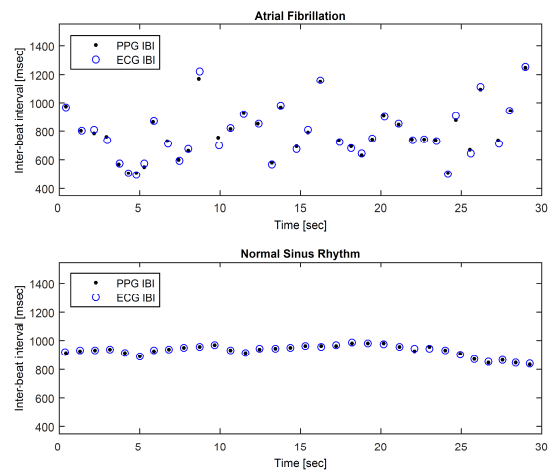 Atrial Fibrillation
PPG IBI
ECG IBI
Inter-beat interval [msec]
1400
1200
1000
800
600
400
0 5 10 15 20 25 30
Time [sec]
Normal Sinus Rhythm
PPG IBI
ECG IBI
Inter-beat interval [msec]
1400
1200
1000
800
600
400
0 5 10 15 20 25 30
Time [sec]